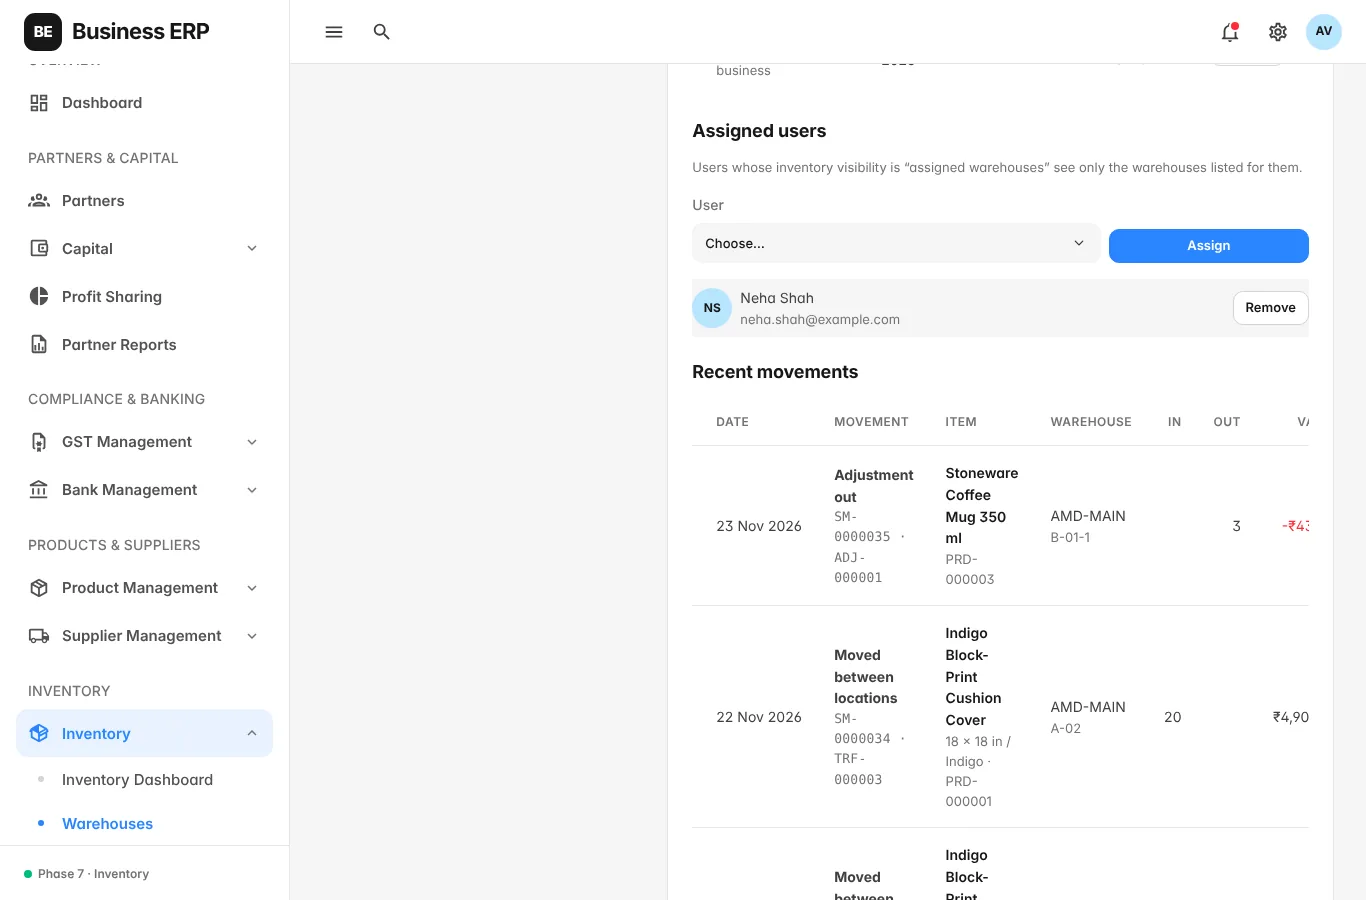 BE Business ERP
AV
Dashboard
PARTNERS & CAPITAL
Partners
Capital
Profit Sharing
Partner Reports
COMPLIANCE & BANKING
GST Management
Bank Management
PRODUCTS & SUPPLIERS
Product Management
Supplier Management
INVENTORY
Inventory
Inventory Dashboard
Warehouses
Phase 7 · Inventory
business
Assigned users
Users whose inventory visibility is “assigned warehouses” see only the warehouses listed for them.
User
Choose...
Assign
NS
Neha Shah
neha.shah@example.com
Remove
Recent movements
DATE MOVEMENT ITEM WAREHOUSE IN OUT
23 Nov 2026
Adjustment
out
SM-
0000035 ·
ADJ-
000001
Stoneware
Coffee
Mug 350
ml
PRD-
000003
AMD-MAIN
B-01-1
3
-₹43
22 Nov 2026
Moved
between
locations
SM-
0000034 ·
TRF-
000003
Indigo
Block-
Print
Cushion
Cover
18 × 18 in /
Indigo ·
PRD-
000001
AMD-MAIN
A-02
20
₹4,90
Moved
between
Indigo
Block-
Print